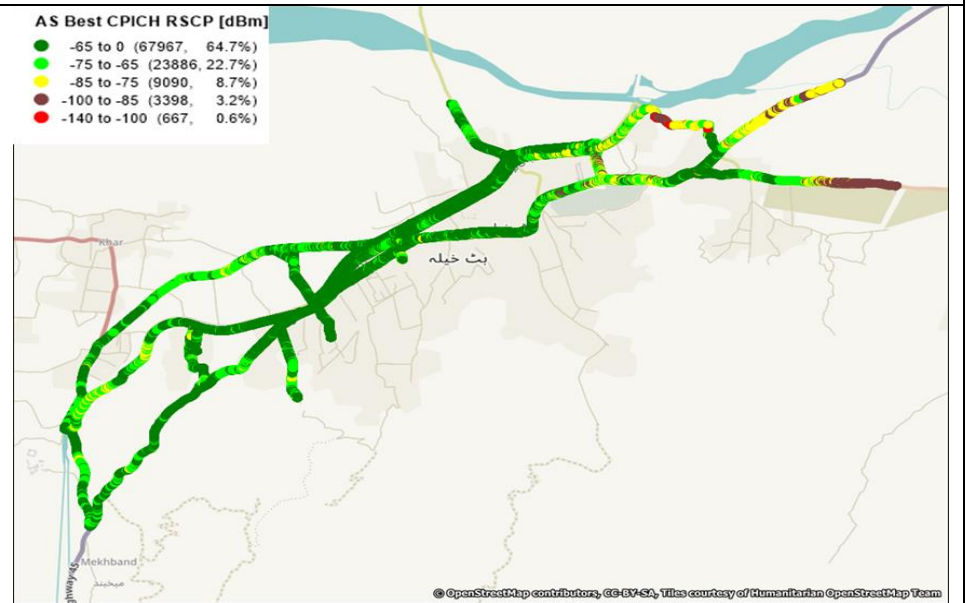 AS Best CPICH RSCP [dBm]
-65 to 0 (67967, 64.7%)
-75 to -65 (23886, 22.7%)
-85 to -75 (9090, 8.7%)
-100 to -85 (3398, 3.2%)
-140 to -100 (667, 0.6%)
Khar
بٹ خیلہ
Mekhband
میخبند
© OpenStreetMap contributors, CC-BY-SA, Tiles courtesy of Humanitarian OpenStreetMap Team